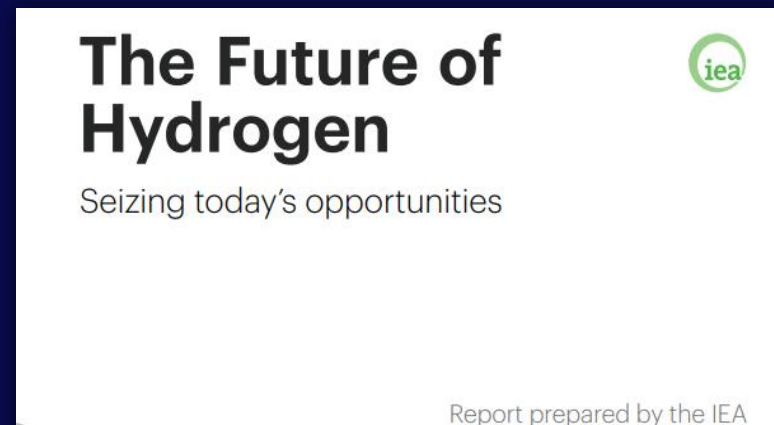 The Future of
Hydrogen
iea
Seizing today's opportunities
Report prepared by the IEA